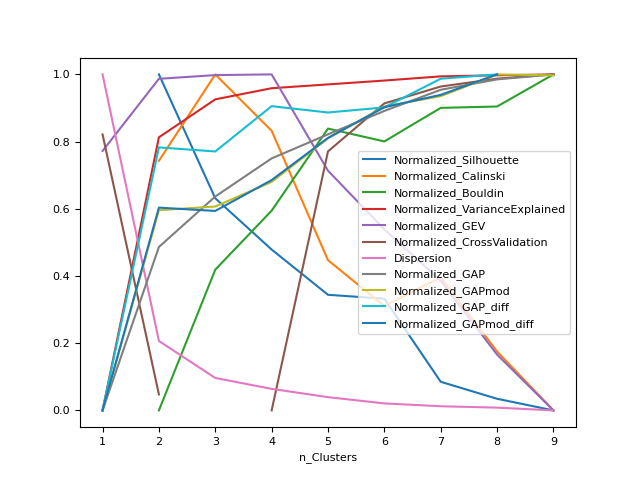 1.0
0.8
0.6
0.4
0.2
0.0
1 2 3 4 5 6 7 8 9
n_Clusters
Normalized_Silhouette
Normalized_Calinski
Normalized_Bouldin
Normalized_VarianceExplained
Normalized_GEV
Normalized_CrossValidation
Dispersion
Normalized_GAP
Normalized_GAPmod
Normalized_GAP_diff
Normalized_GAPmod_diff